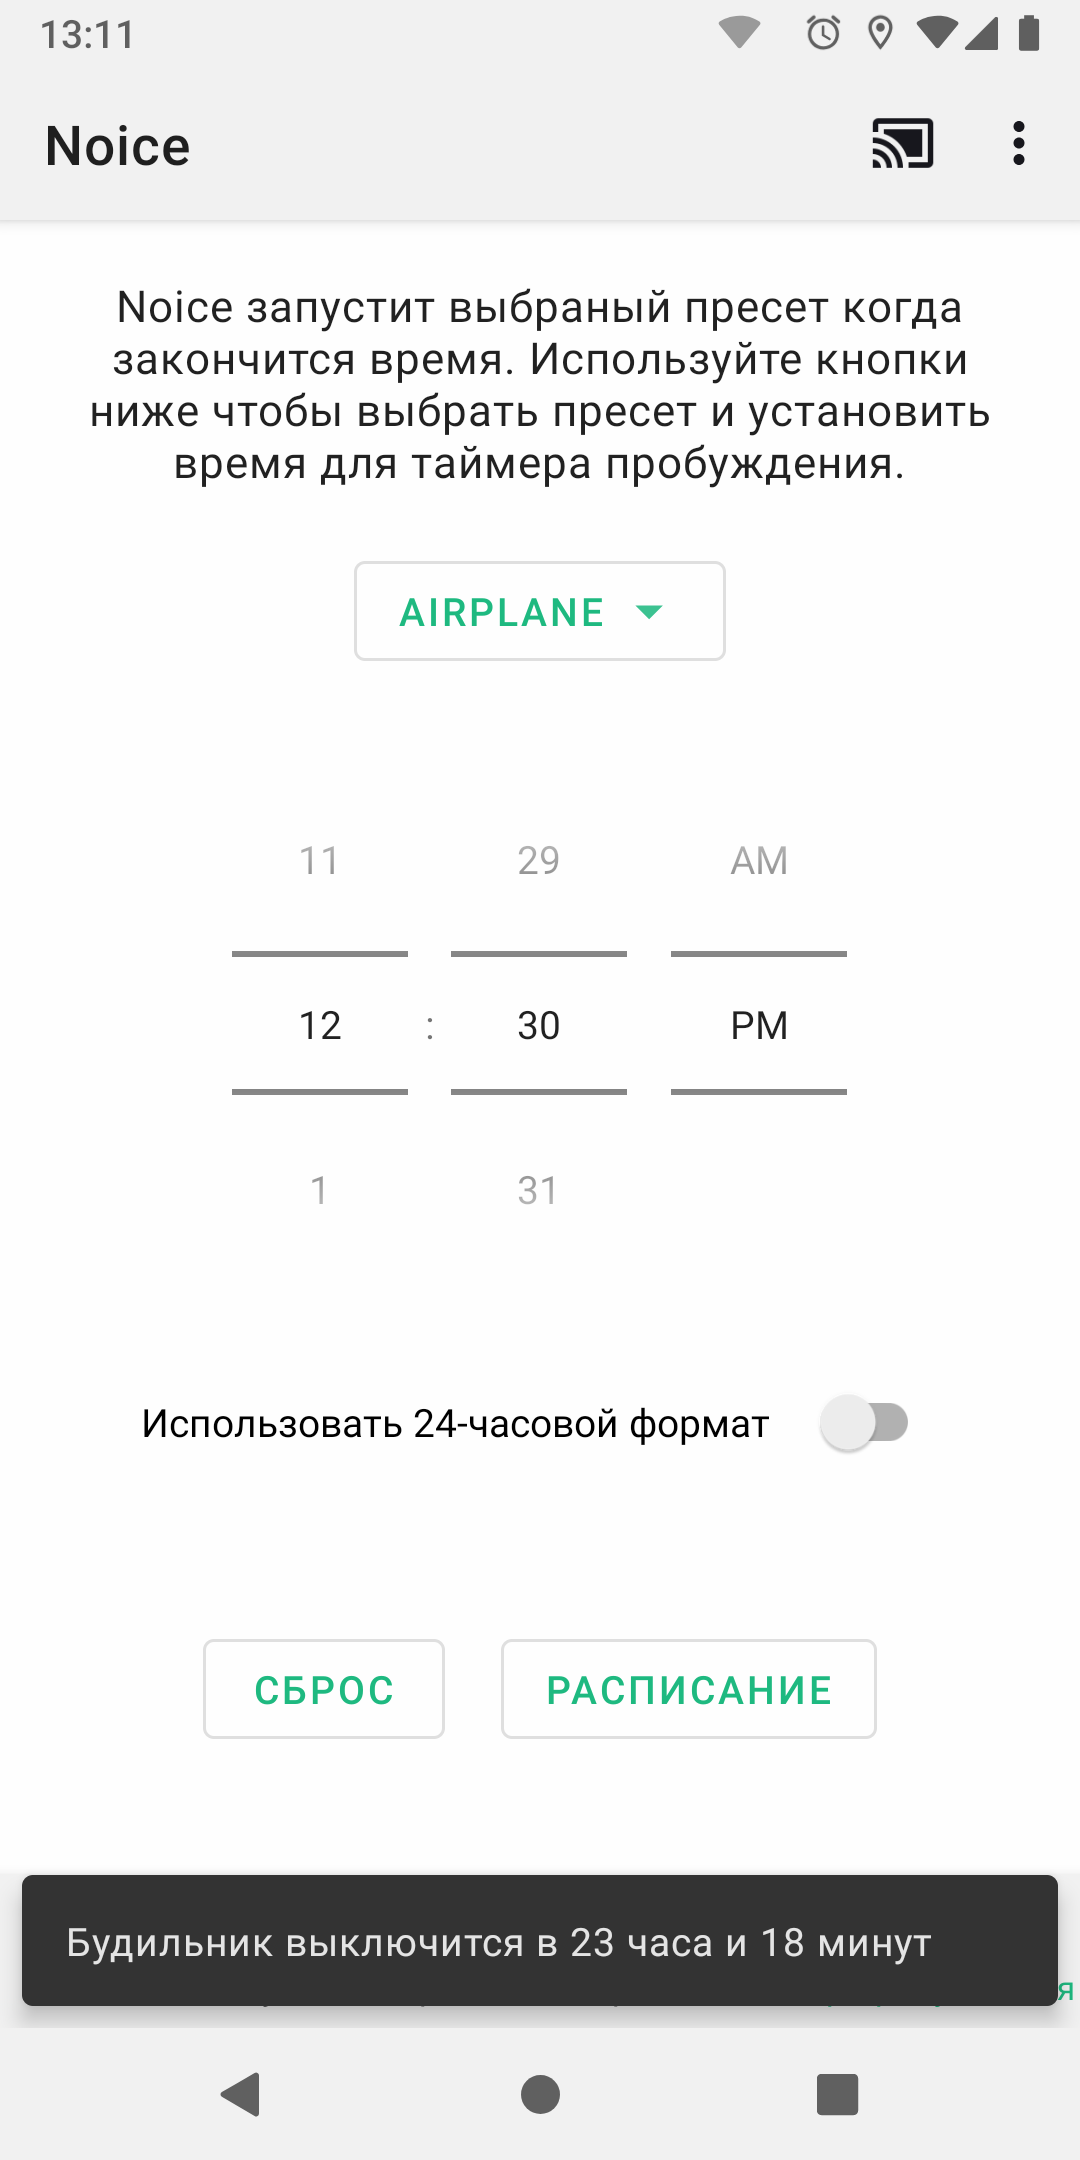 13:11
Noice
Noice запустит выбраный пресет когда
закончится время. Используйте кнопки
ниже чтобы выбрать пресет и установить
время для таймера пробуждения.
AIRPLANE
11 29 AM
12 : 30 PM
1 31
Использовать 24-часовой формат
СБРОС РАСПИСАНИЕ
Будильник выключится в 23 часа и 18 минут